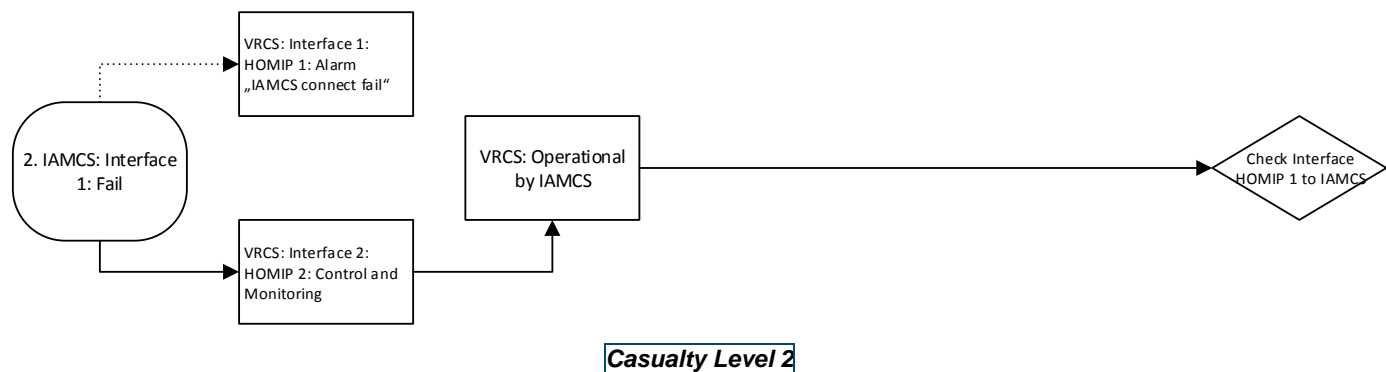 VRCS: Interface 1:
HOMIP 1: Alarm
„IAMCS connect fail“
2. IAMCS: Interface
1: Fail
VRCS: Operational
by IAMCS
Check Interface
HOMIP 1 to IAMCS
VRCS: Interface 2:
HOMIP 2: Control and
Monitoring
Casualty Level 2